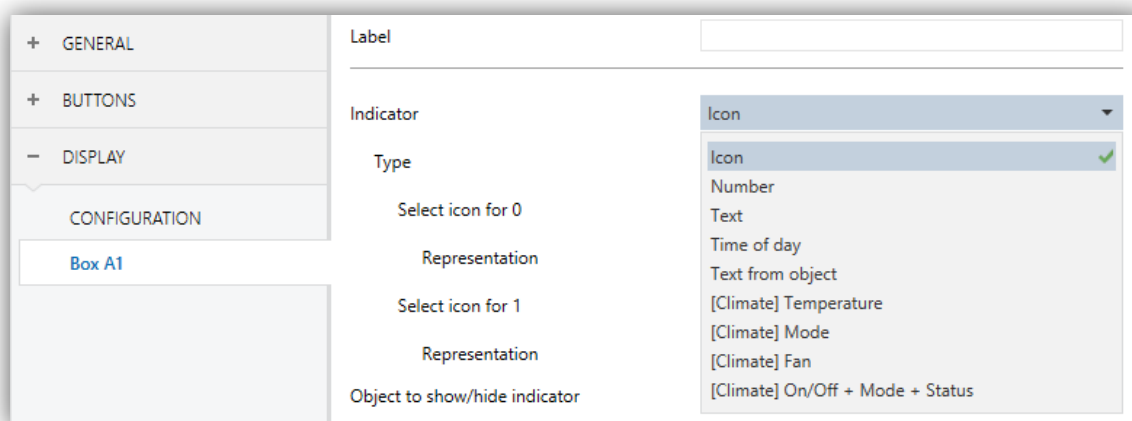 GENERAL
BUTTONS
DISPLAY
CONFIGURATION
Box A1
Label
Indicator
Icon
Type
Select icon for 0
Representation
Select icon for 1
Representation
Object to show/hide indicator
Icon
Number
Text
Time of day
Text from object
[Climate] Temperature
[Climate] Mode
[Climate] Fan
[Climate] On/Off + Mode + Status